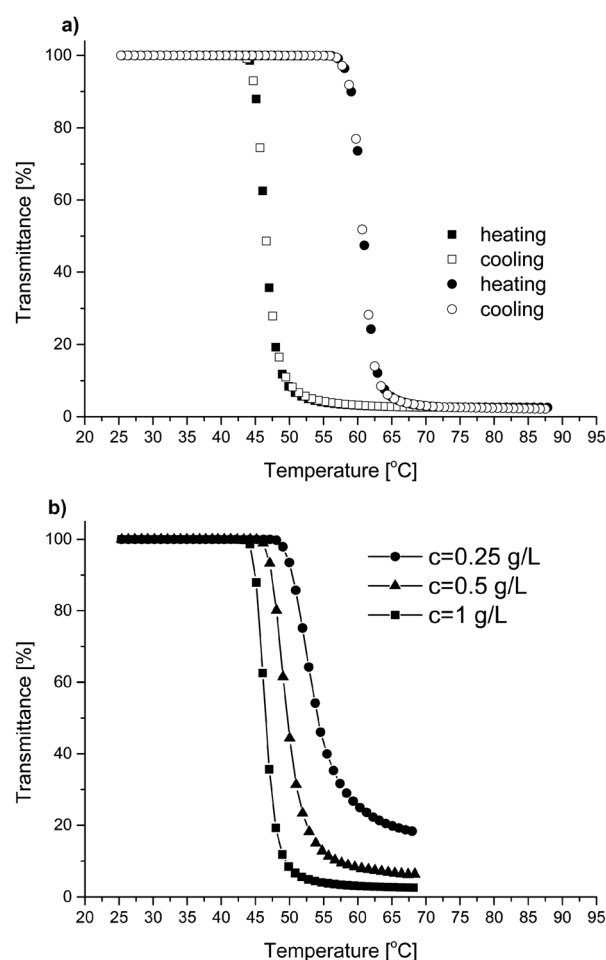 a)
100
80
60
40
20
0
Transmittance [%]
heating
cooling
heating
cooling
20 25 30 35 40 45 50 55 60 65 70 75 80 85 90 95
Temperature [°C]
b)
100
80
60
40
20
0
Transmittance [%]
c=0.25 g/L
c=0.5 g/L
c=1 g/L
20 25 30 35 40 45 50 55 60 65 70 75 80 85 90 95
Temperature [°C]